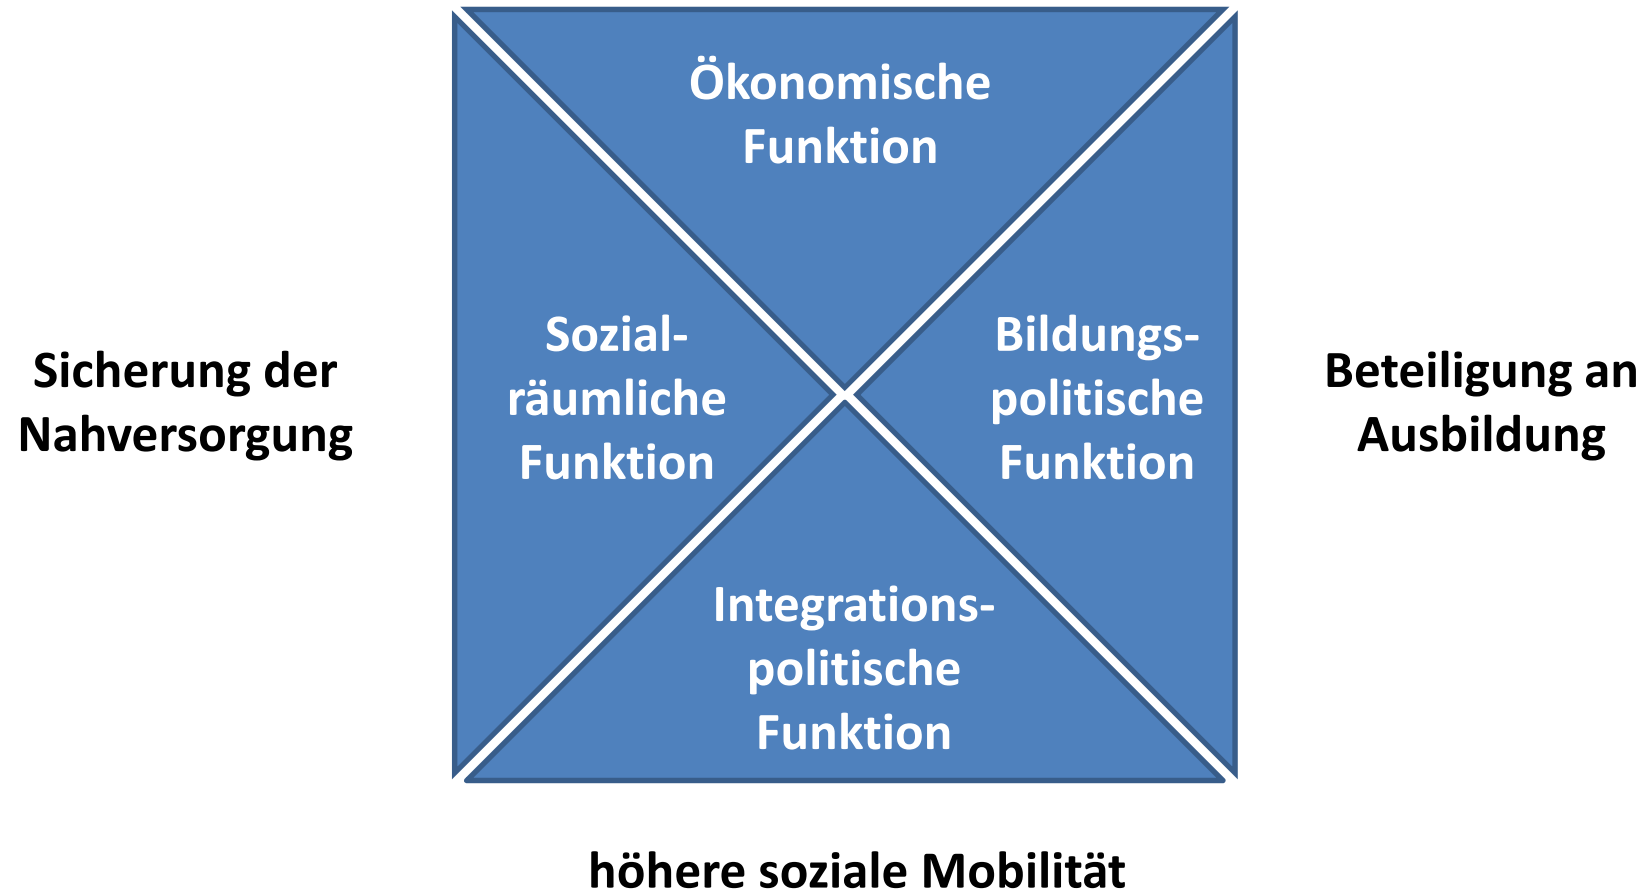 Ökonomische
Funktion
Sicherung der
Nahversorgung
Sozial-
räumliche
Funktion
Bildungs-
politische
Funktion
Beteiligung an
Ausbildung
Integrations-
politische
Funktion
höhere soziale Mobilität